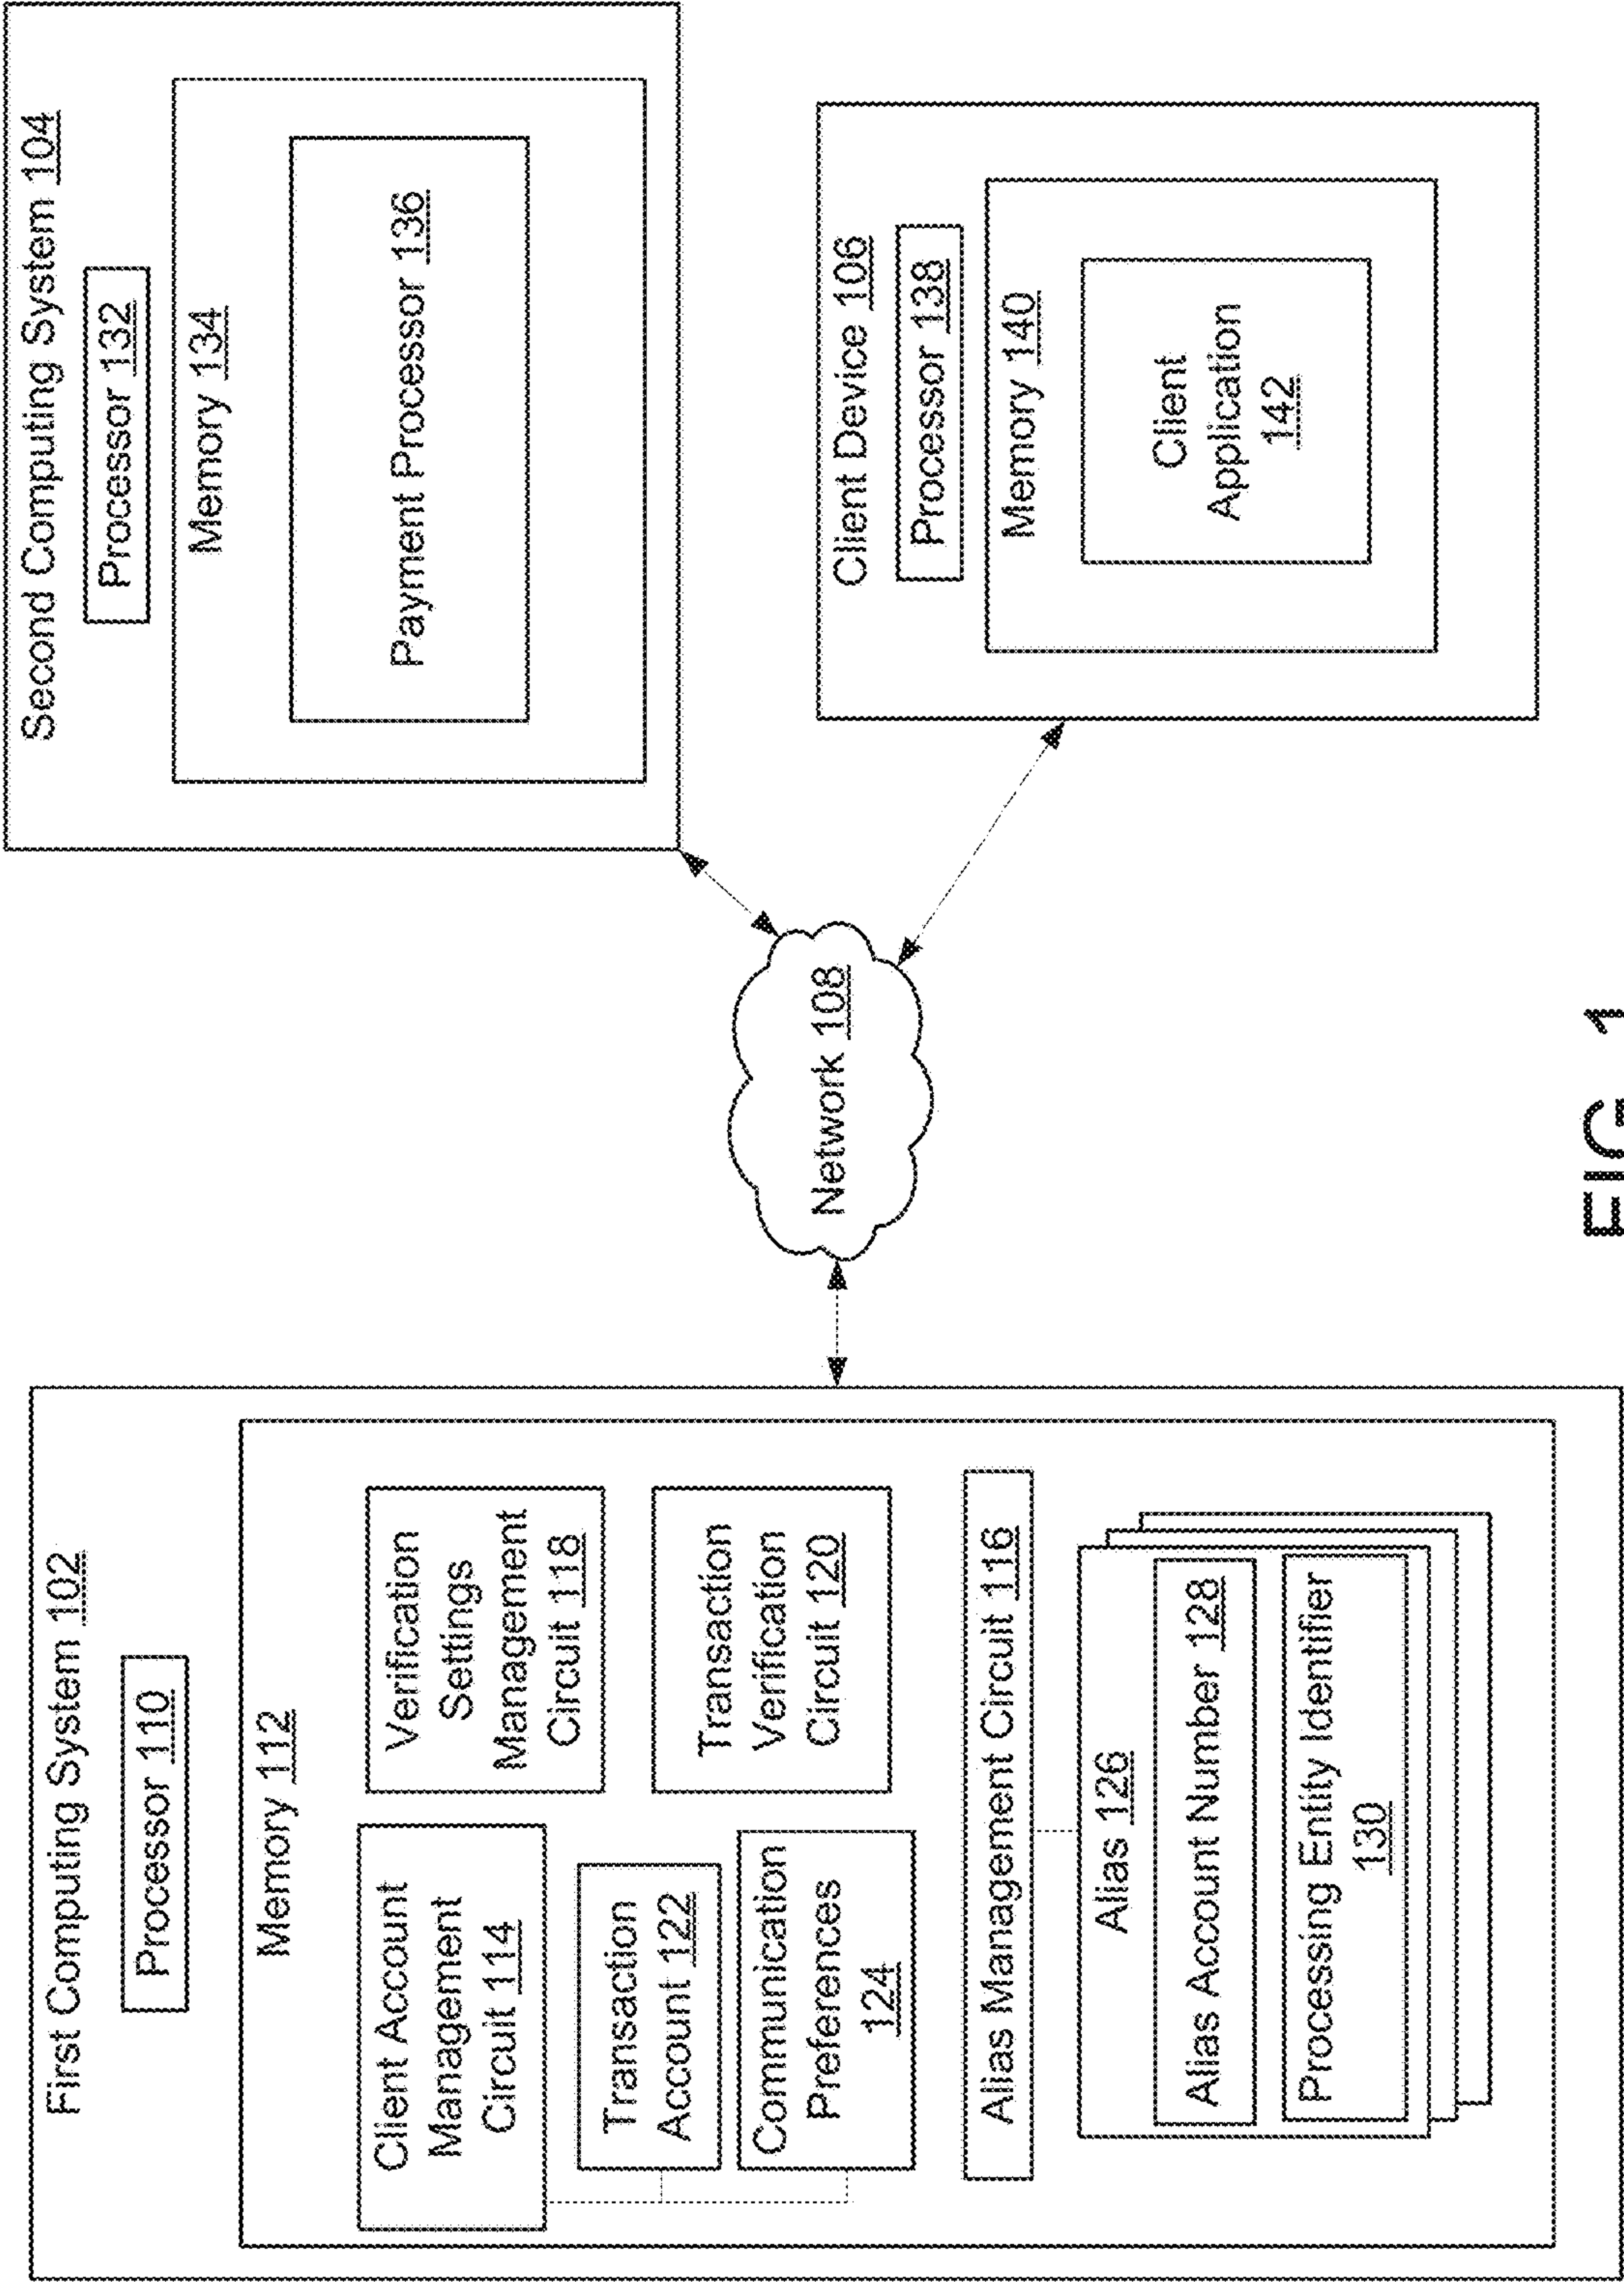 First Computing System 102
Processor 110
Memory 112
Client Account
Management
Circuit 114
Transaction
Account 122
Communication
Preferences
124
Verification
Settings
Management
Circuit 118
Transaction
Verification
Circuit 120
Alias Management Circuit 116
Alias 126
Alias Account Number 128
Processing Entity Identifier
130
Network 108
Second Computing System 104
Processor 132
Memory 134
Payment Processor 136
Client Device 106
Processor 138
Memory 140
Client
Application
142
FIG. 1